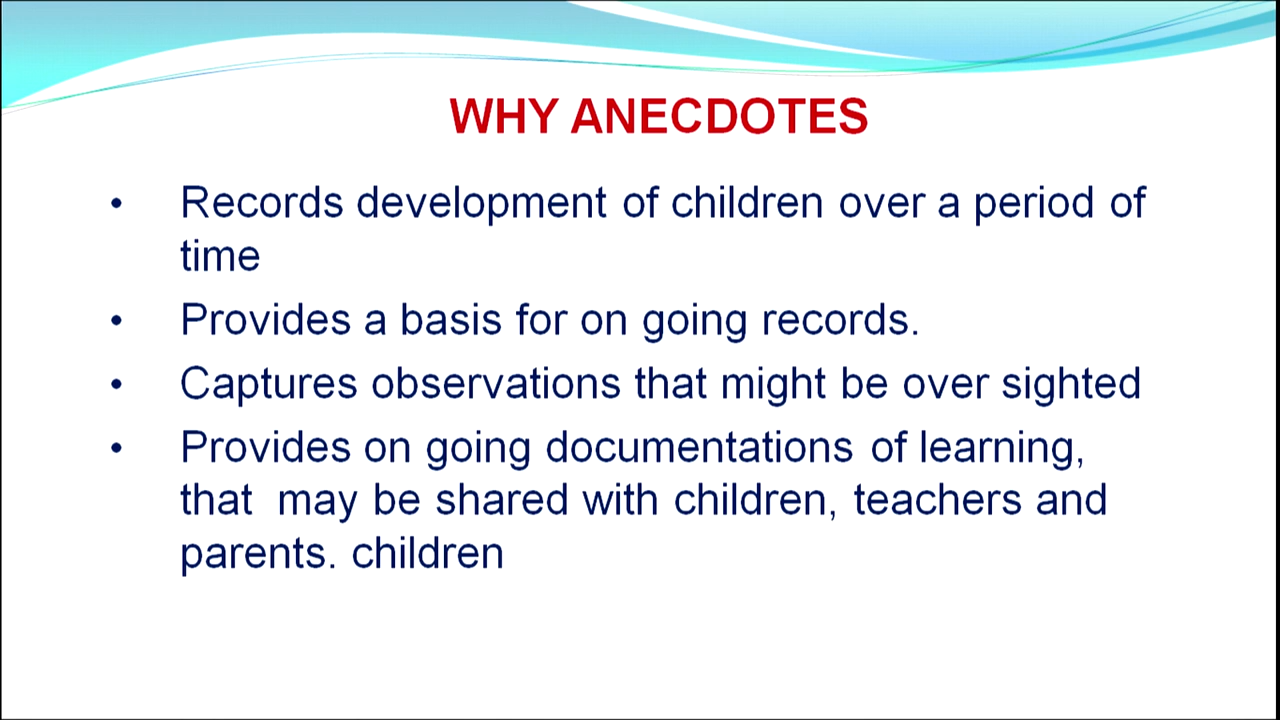 WHY ANECDOTES
• Records development of children over a period of
time
• Provides a basis for on going records.
• Captures observations that might be over sighted
• Provides on going documentations of learning,
that  may be shared with children, teachers and
parents. children